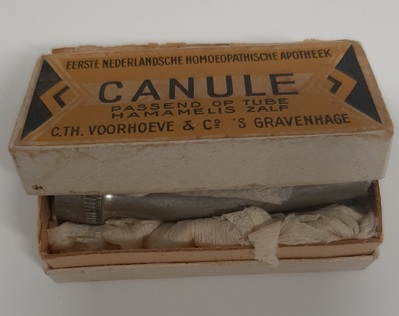 EERSTE NEDERLANDSCHE HOMOEOPATHISCHE APOTHEEK
CANULE
PASSEND OP TUBE
HAMAMELIS ZALF
C.TH. VOORHOEVE & Cº 'S GRAVENHAGE